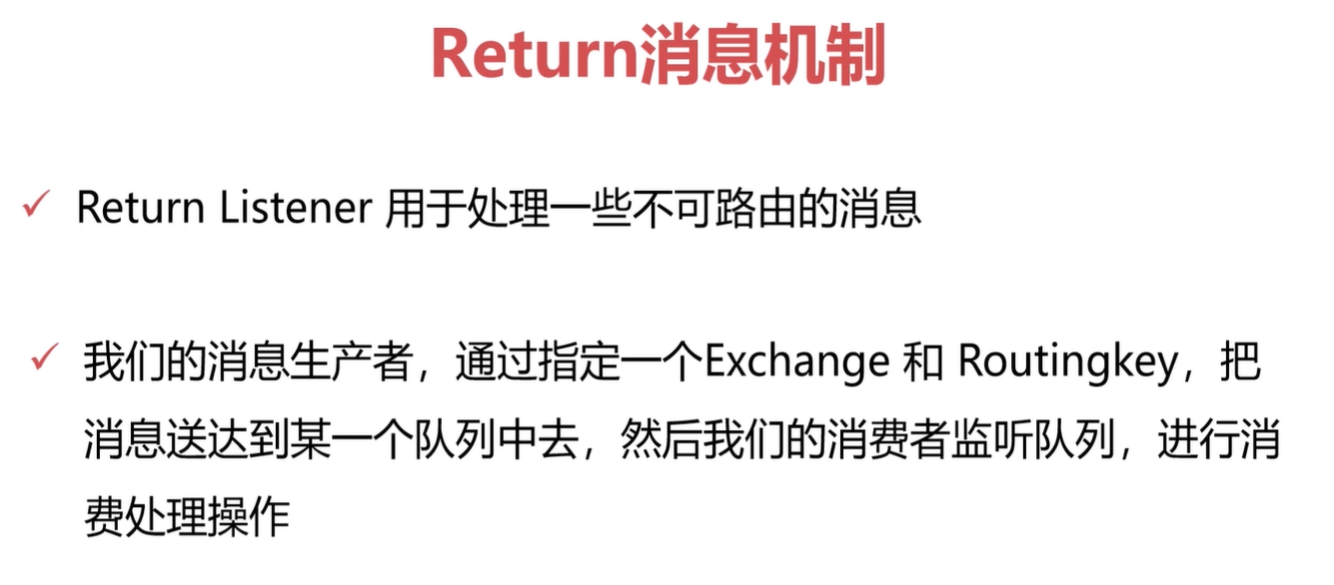 Return消息机制
✓ Return Listener 用于处理一些不可路由的消息
✓ 我们的消息生产者，通过指定一个Exchange 和 Routingkey，把
消息送达到某一个队列中去，然后我们的消费者监听队列，进行消
费处理操作